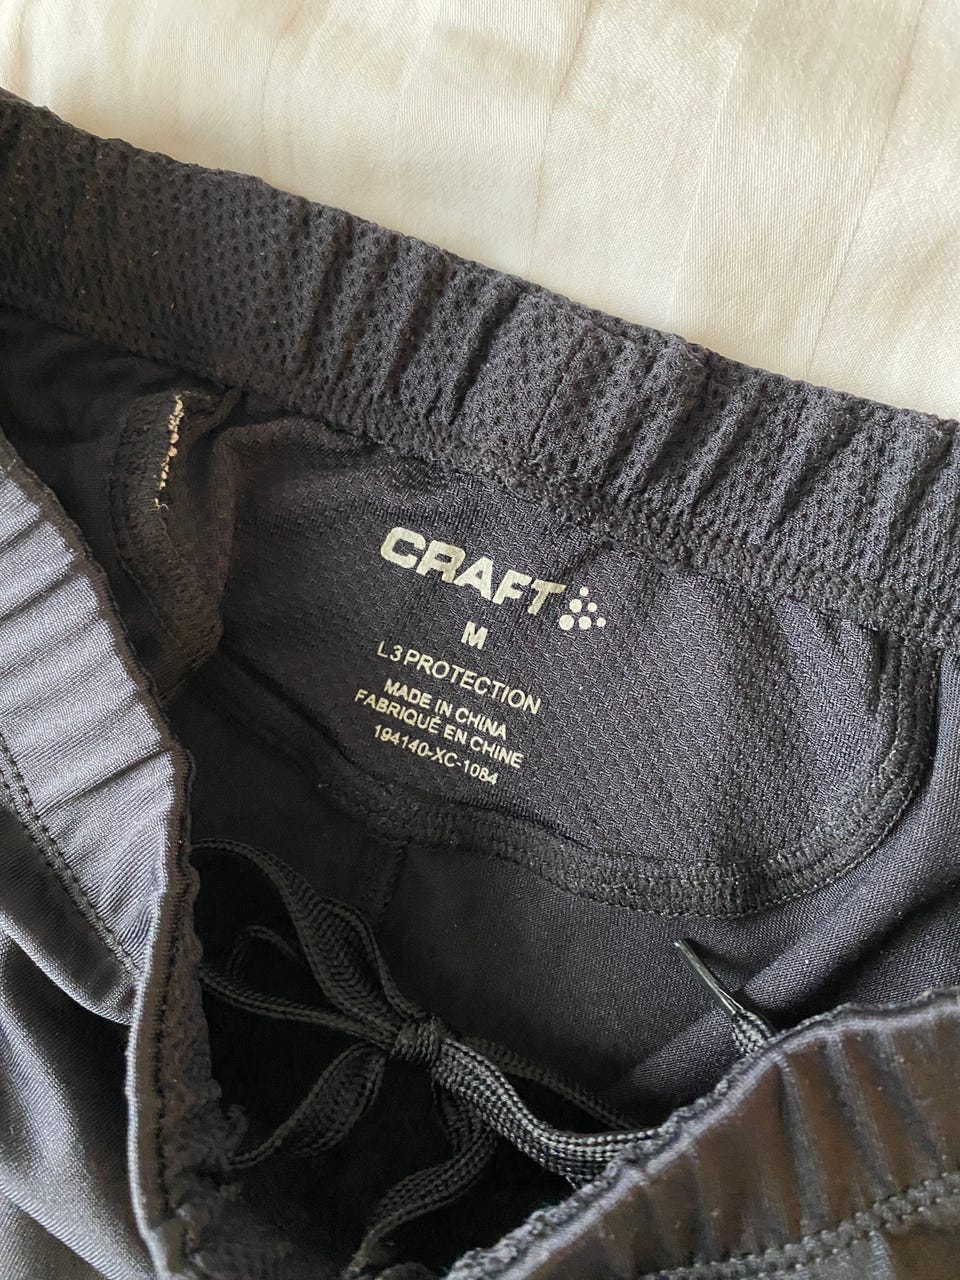 CRAFT
M
L3 PROTECTION
MADE IN CHINA
FABRIQUÉ EN CHINE
194140-XC-1084